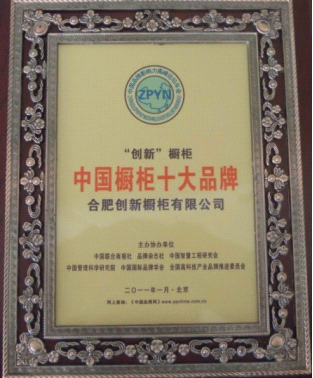 ZPYN
“创新”橱柜
中国橱柜十大品牌
合肥创新橱柜有限公司
主办协办单位
中国联合商报社 品牌杂志社 中国智慧工程研究会
中国管理科学研究院 中国国际品牌学会 全国高科技产业品牌推进委员会
二〇一一年一月·北京